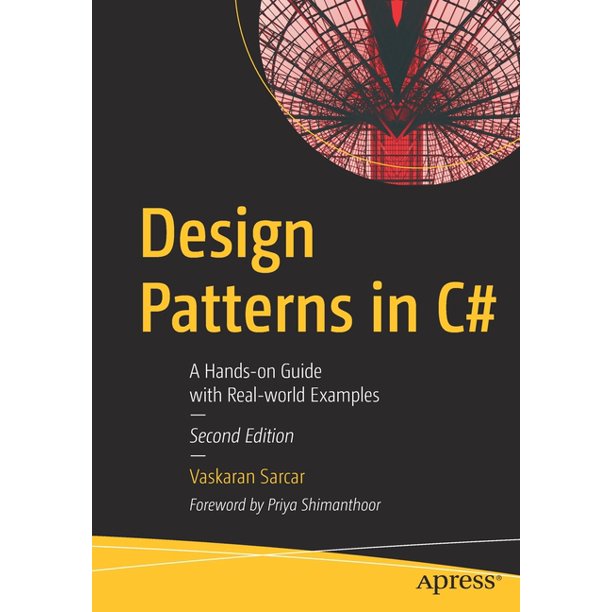 Design
Patterns in C#
A Hands-on Guide
with Real-world Examples
—
Second Edition
—
Vaskaran Sarcar
Foreword by Priya Shimanthoor
Apress®